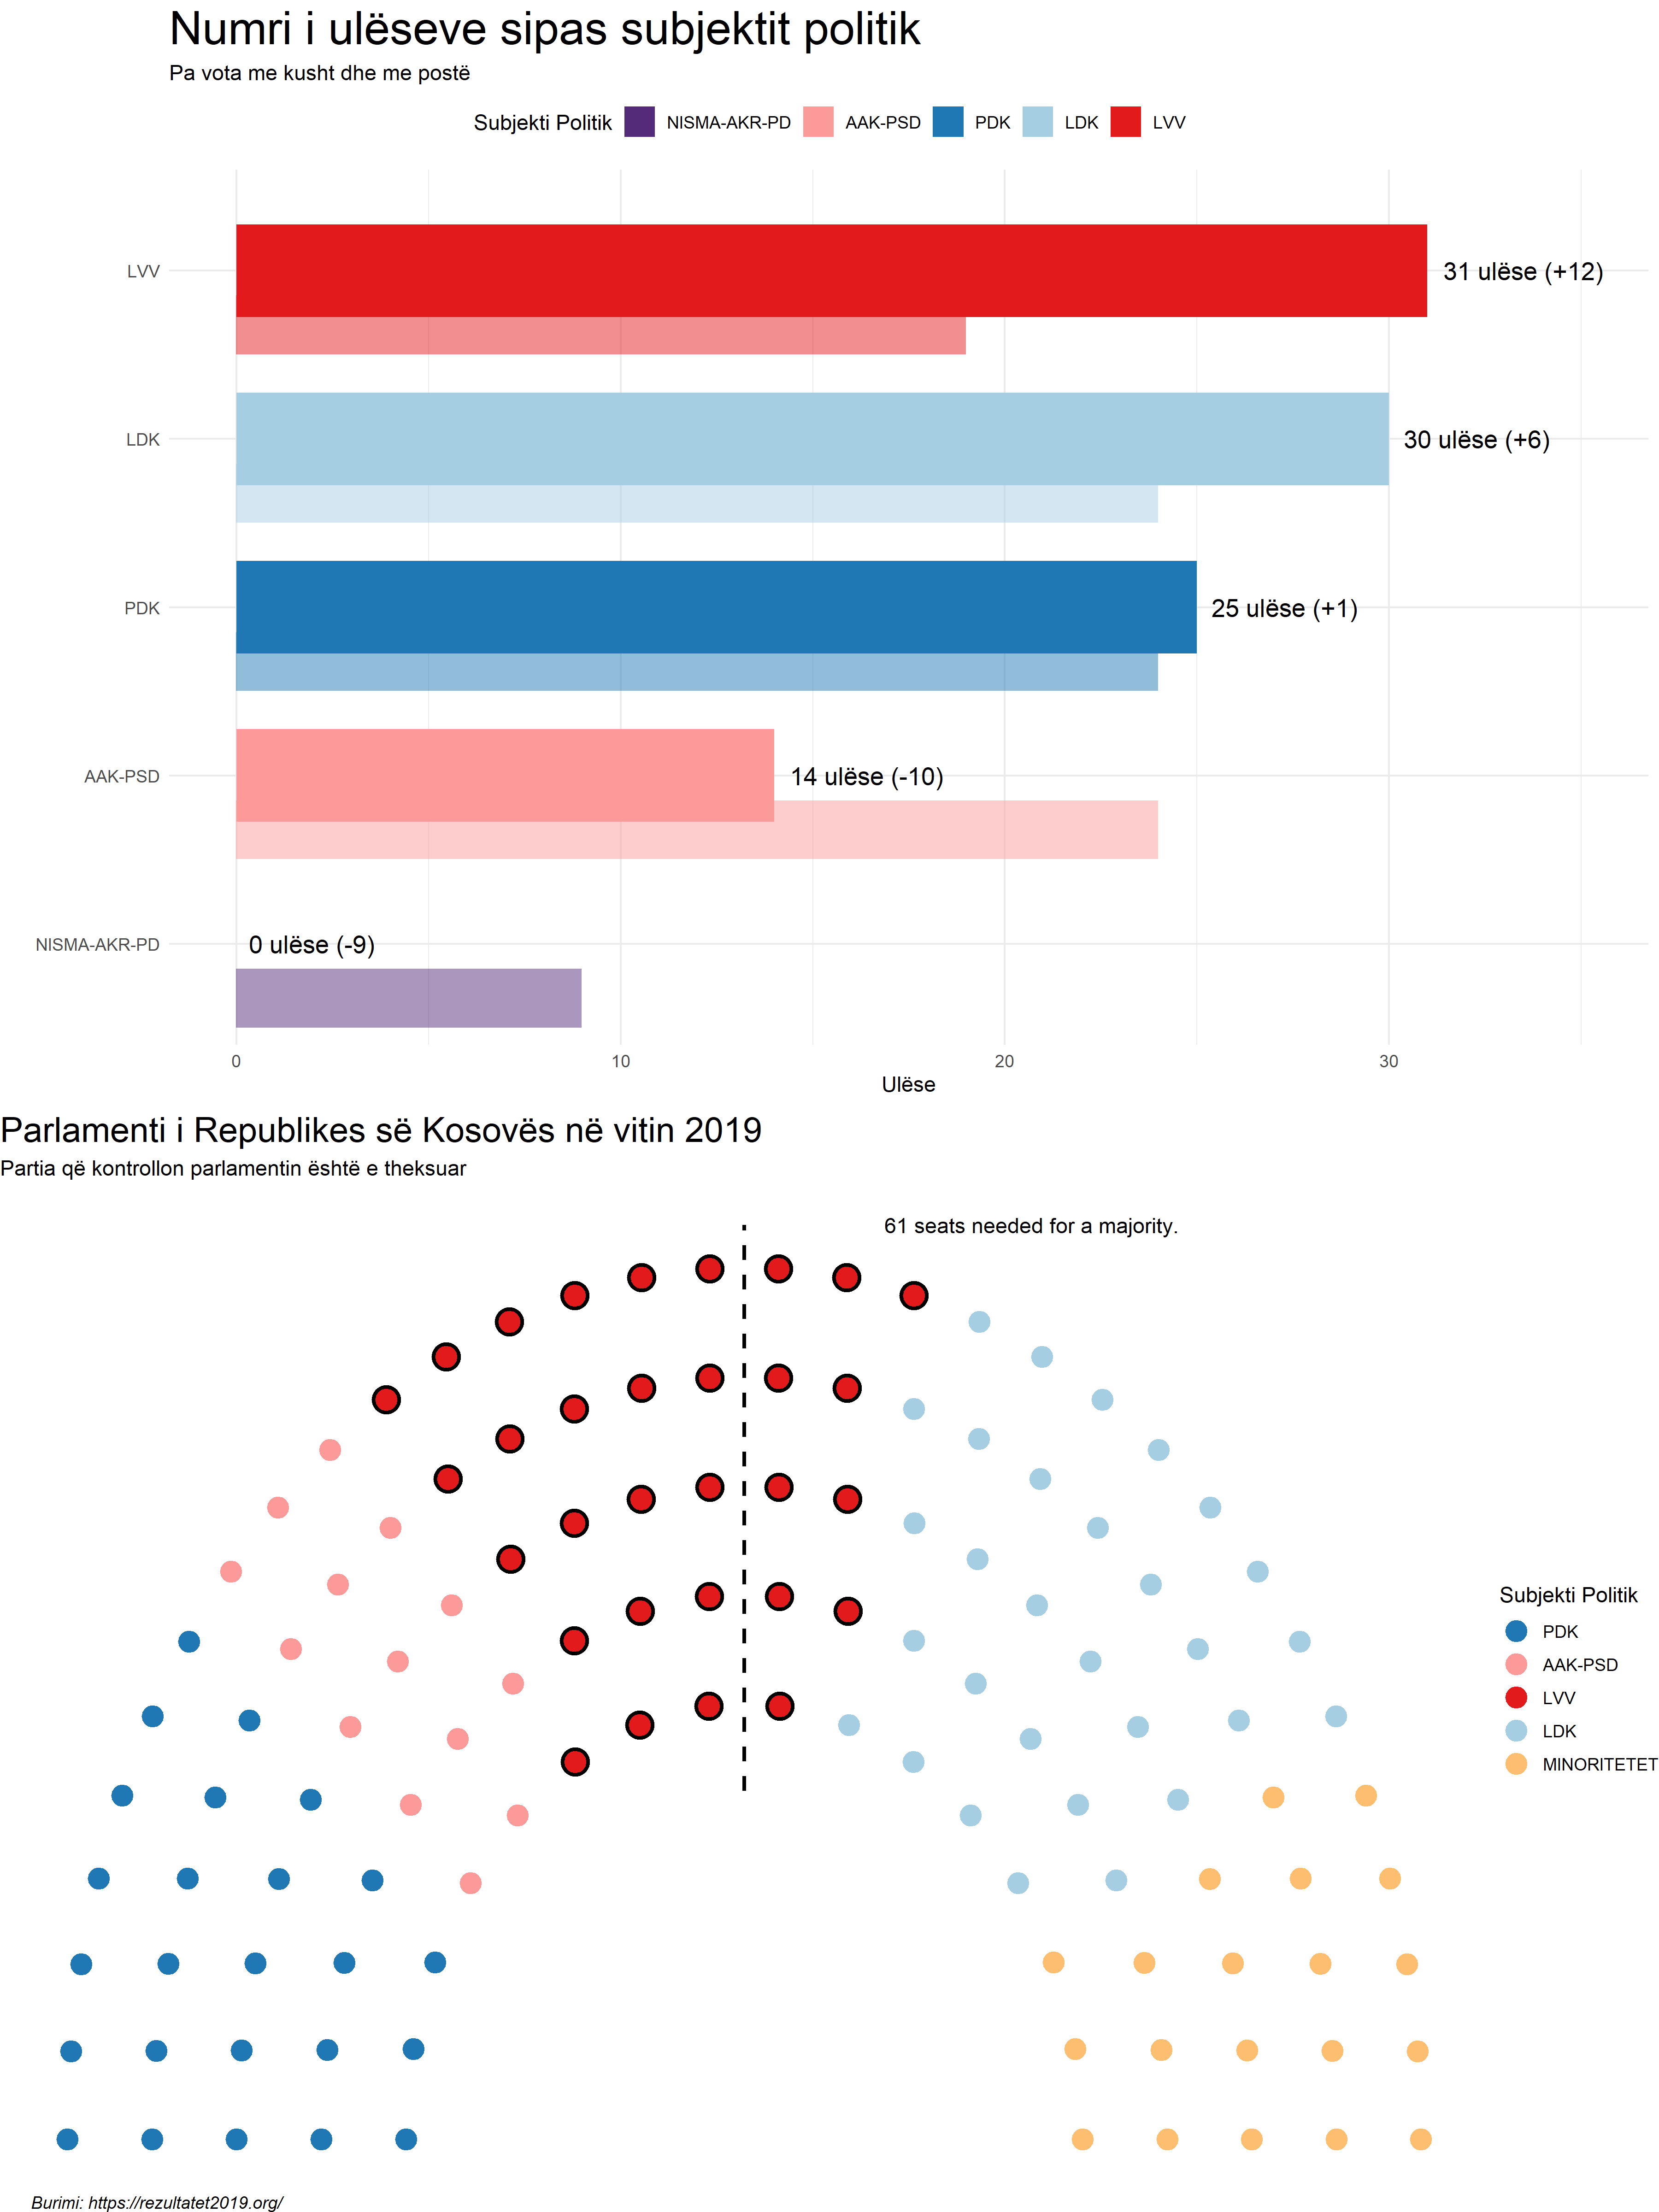 Numri i ulëseve sipas subjektit politik
Pa vota me kusht dhe me postë
Subjekti Politik NISMA-AKR-PD AAK-PSD PDK LDK LVV
LVV 31 ulëse (+12)
LDK 30 ulëse (+6)
PDK 25 ulëse (+1)
AAK-PSD 14 ulëse (-10)
NISMA-AKR-PD 0 ulëse (-9)
0 10 20 30
Ulëse
Parlamenti i Republikes së Kosovës në vitin 2019
Partia që kontrollon parlamentin është e theksuar
61 seats needed for a majority.
Subjekti Politik
PDK
AAK-PSD
LVV
LDK
MINORITETET
Burimi: https://rezultatet2019.org/